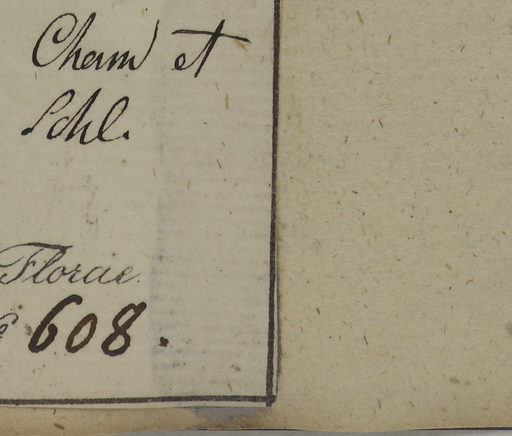 Cham et
Schl.
Florae
608.